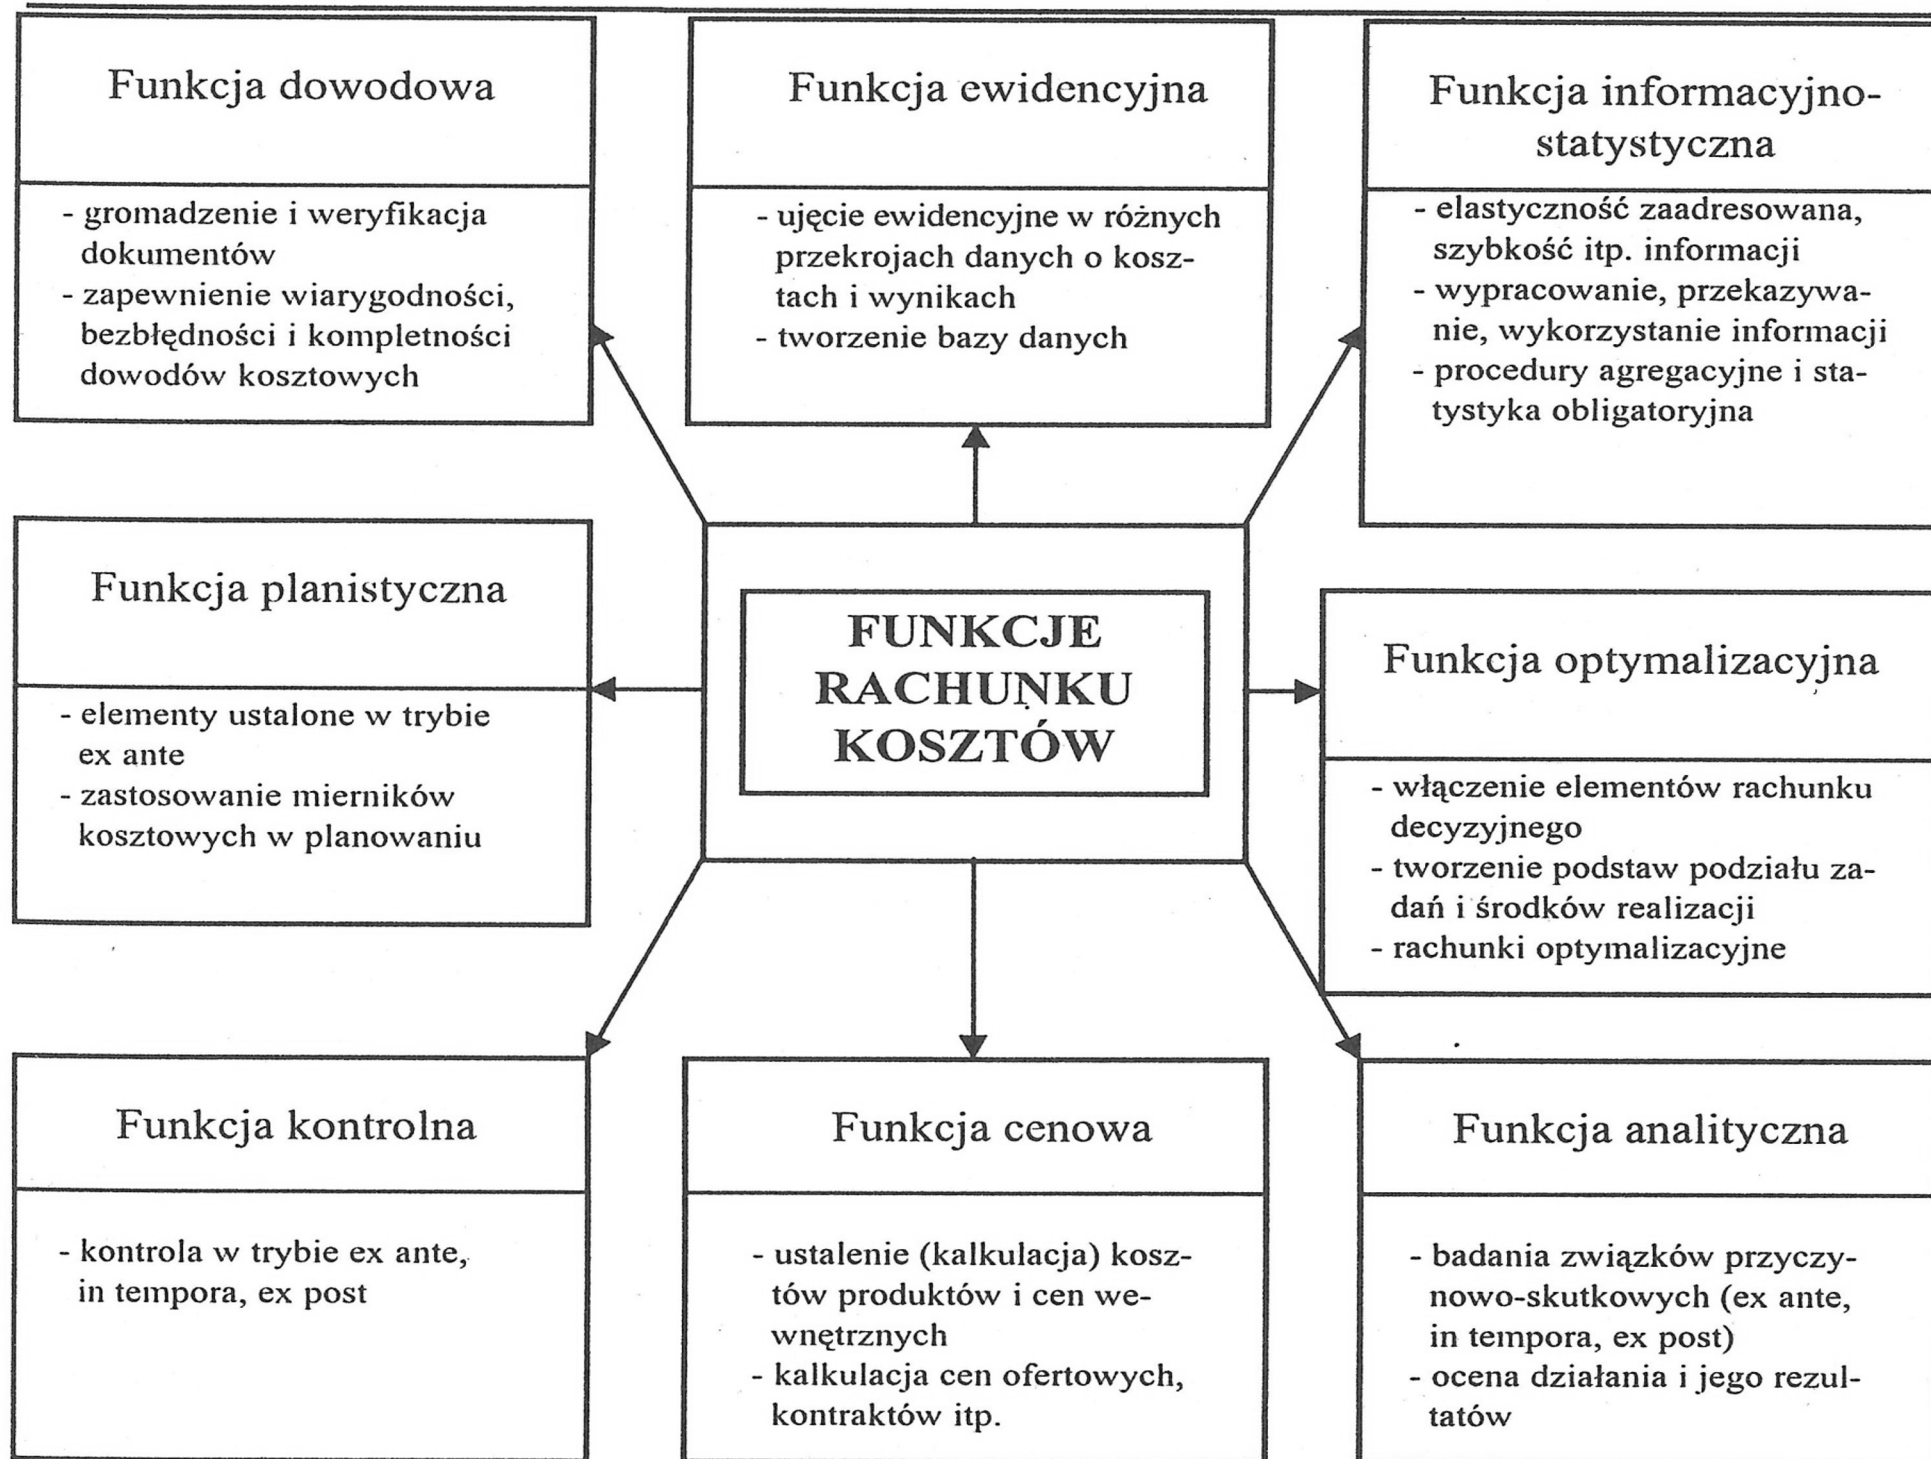 Funkcja dowodowa
- gromadzenie i weryfikacja
dokumentów
- zapewnienie wiarygodności,
bezbłędności i kompletności
dowodów kosztowych
Funkcja ewidencyjna
- ujęcie ewidencyjne w różnych
przekrojach danych o kosz-
tach i wynikach
- tworzenie bazy danych
Funkcja informacyjno-
statystyczna
- elastyczność zaadresowana,
szybkość itp. informacji
- wypracowanie, przekazywa-
nie, wykorzystanie informacji
- procedury agregacyjne i sta-
tystyka obligatoryjna
Funkcja planistyczna
- elementy ustalone w trybie
ex ante
- zastosowanie mierników
kosztowych w planowaniu
FUNKCJE
RACHUNKU
KOSZTÓW
Funkcja optymalizacyjna
- włączenie elementów rachunku
decyzyjnego
- tworzenie podstaw podziału za-
dań i środków realizacji
- rachunki optymalizacyjne
Funkcja kontrolna
- kontrola w trybie ex ante,
in tempora, ex post
Funkcja cenowa
- ustalenie (kalkulacja) kosz-
tów produktów i cen we-
wnętrznych
- kalkulacja cen ofertowych,
kontraktów itp.
Funkcja analityczna
- badania związków przyczy-
nowo-skutkowych (ex ante,
in tempora, ex post)
- ocena działania i jego rezul-
tatów